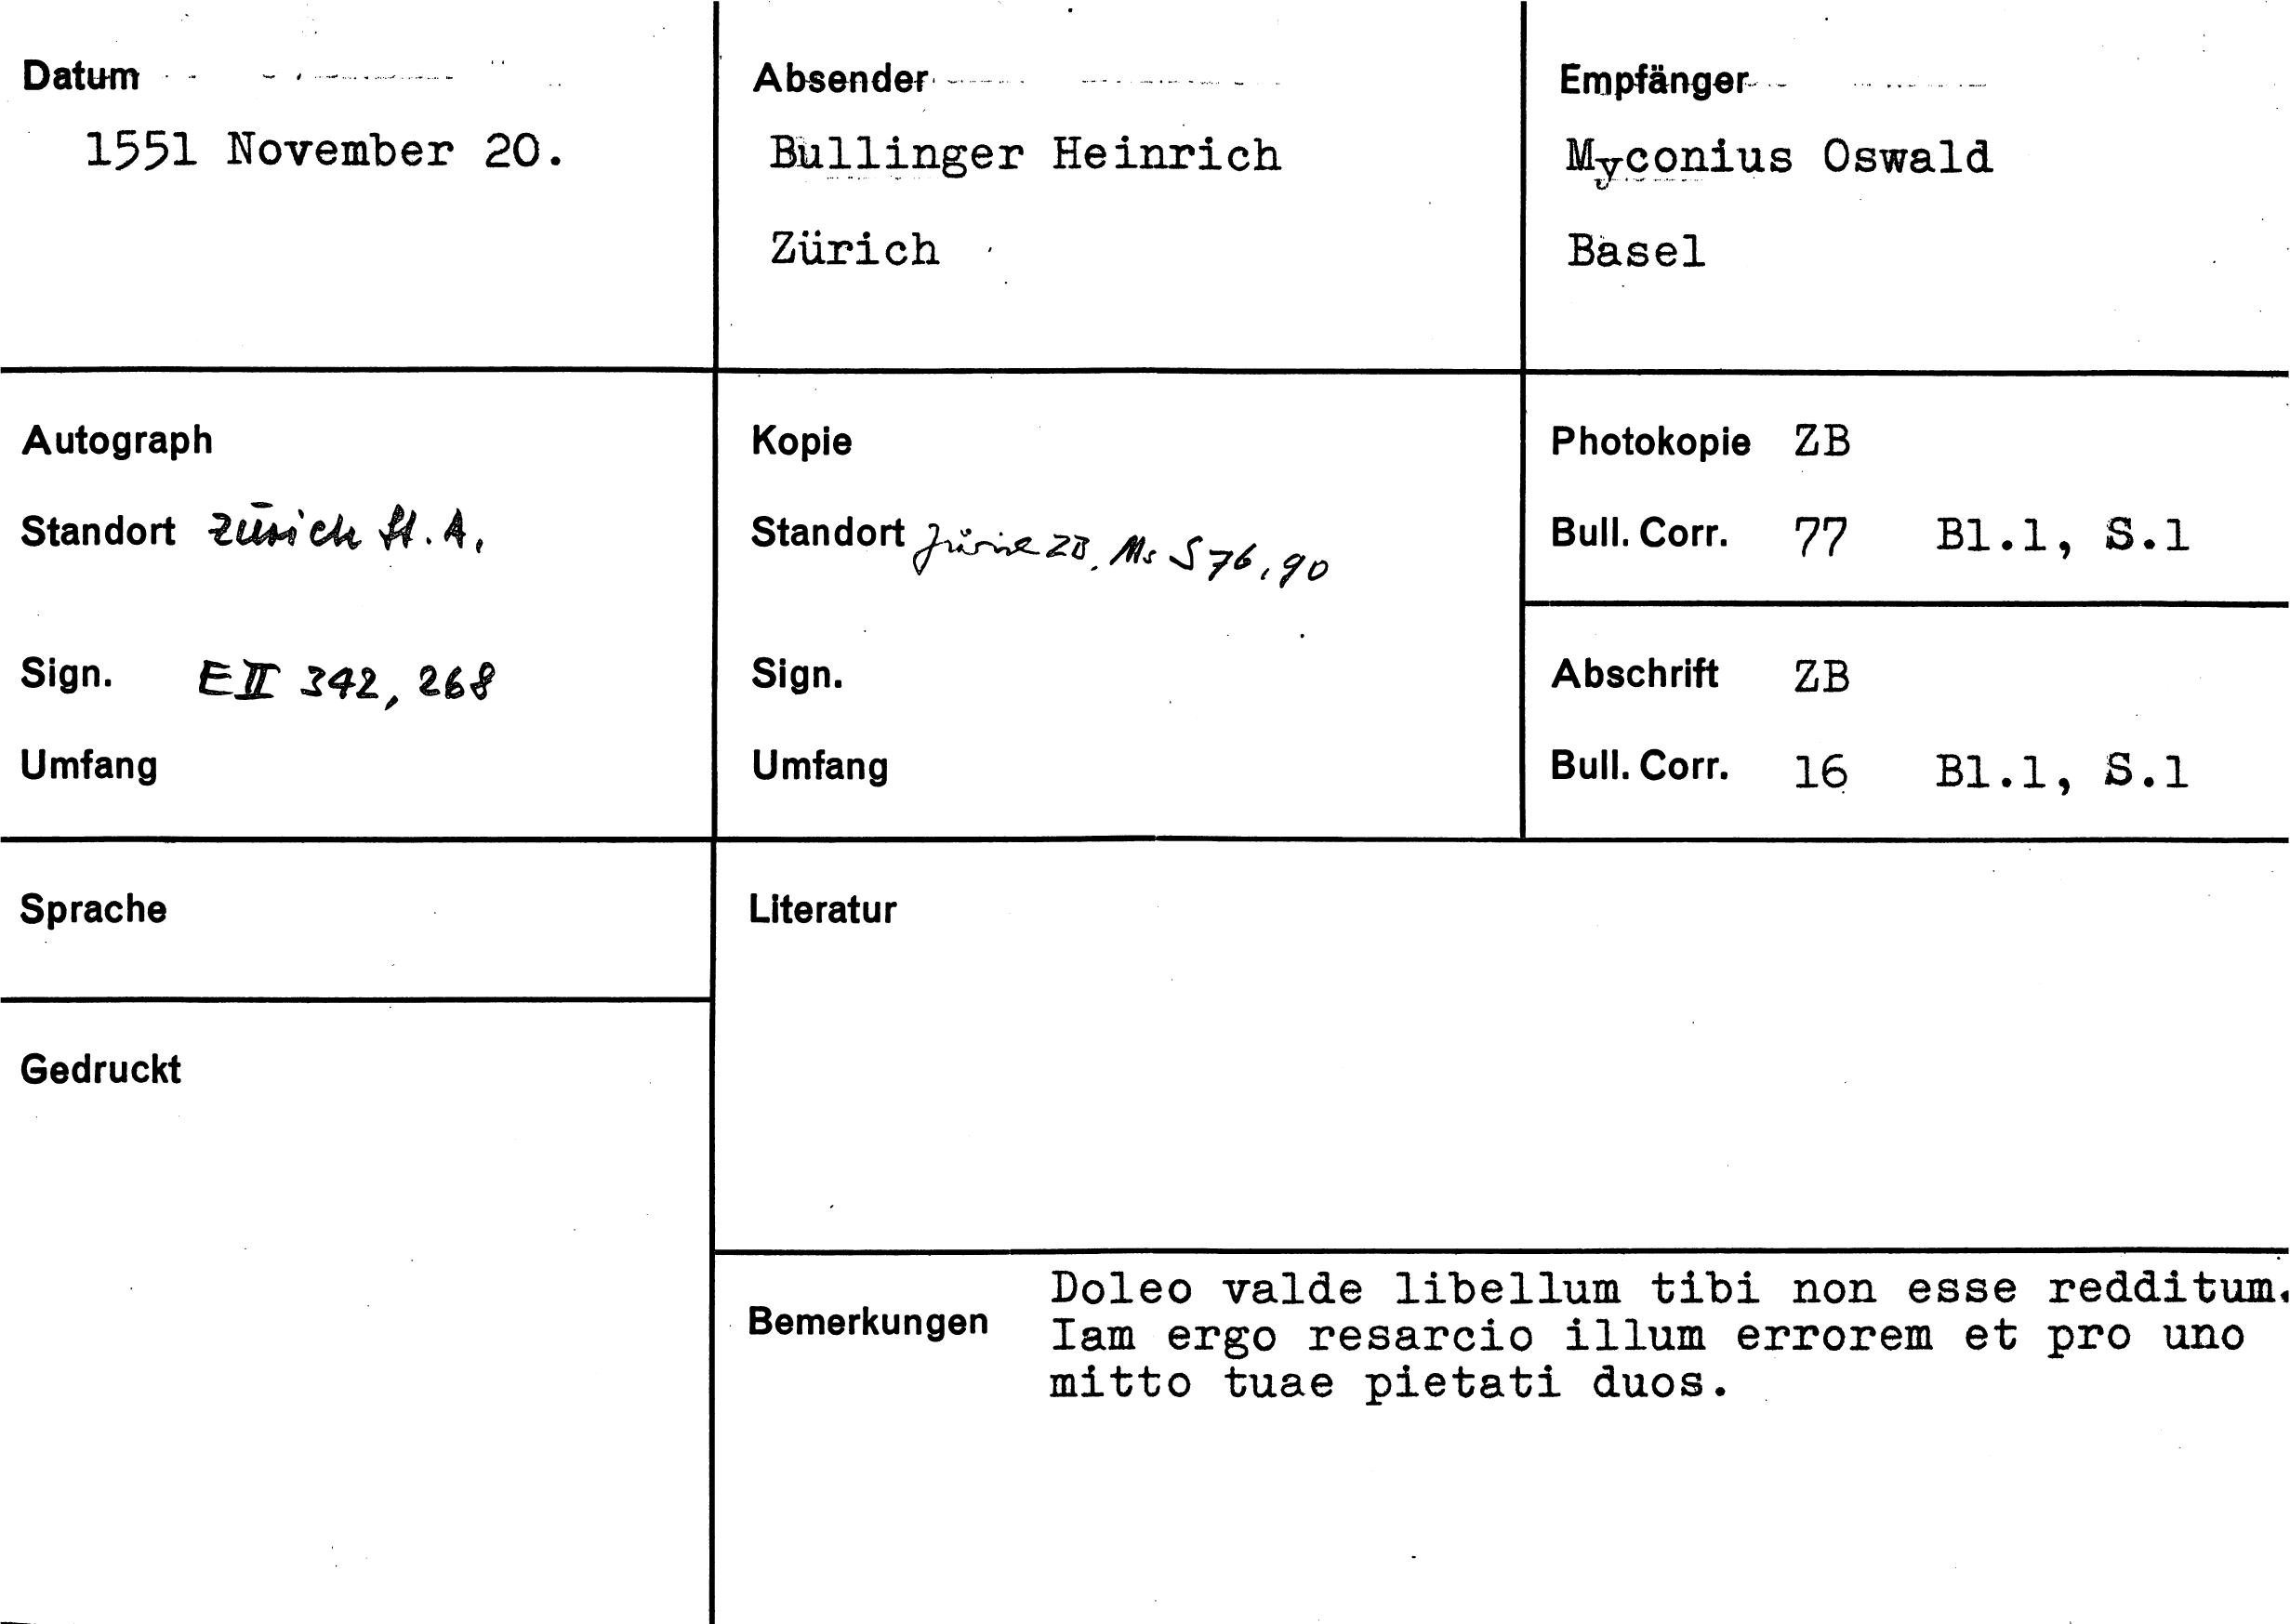 Datum
1551 November 20.
Absender
Bullinger Heinrich
Zürich
Empfänger
Myconius Oswald
Basel
Autograph
Standort Zürich St.A.
Sign. E II 342, 268
Umfang
Kopie
Standort Zürich ZB. Ms S 76, 90
Sign.
Umfang
Photokopie ZB
Bull. Corr. 77 Bl.1, S.1
Abschrift ZB
Bull. Corr. 16 Bl.1, S.1
Sprache
Gedruckt
Literatur
Bemerkungen
Doleo valde libellum tibi non esse redditum.
Iam ergo resarcio illum errorem et pro uno
mitto tuae pietati duos.